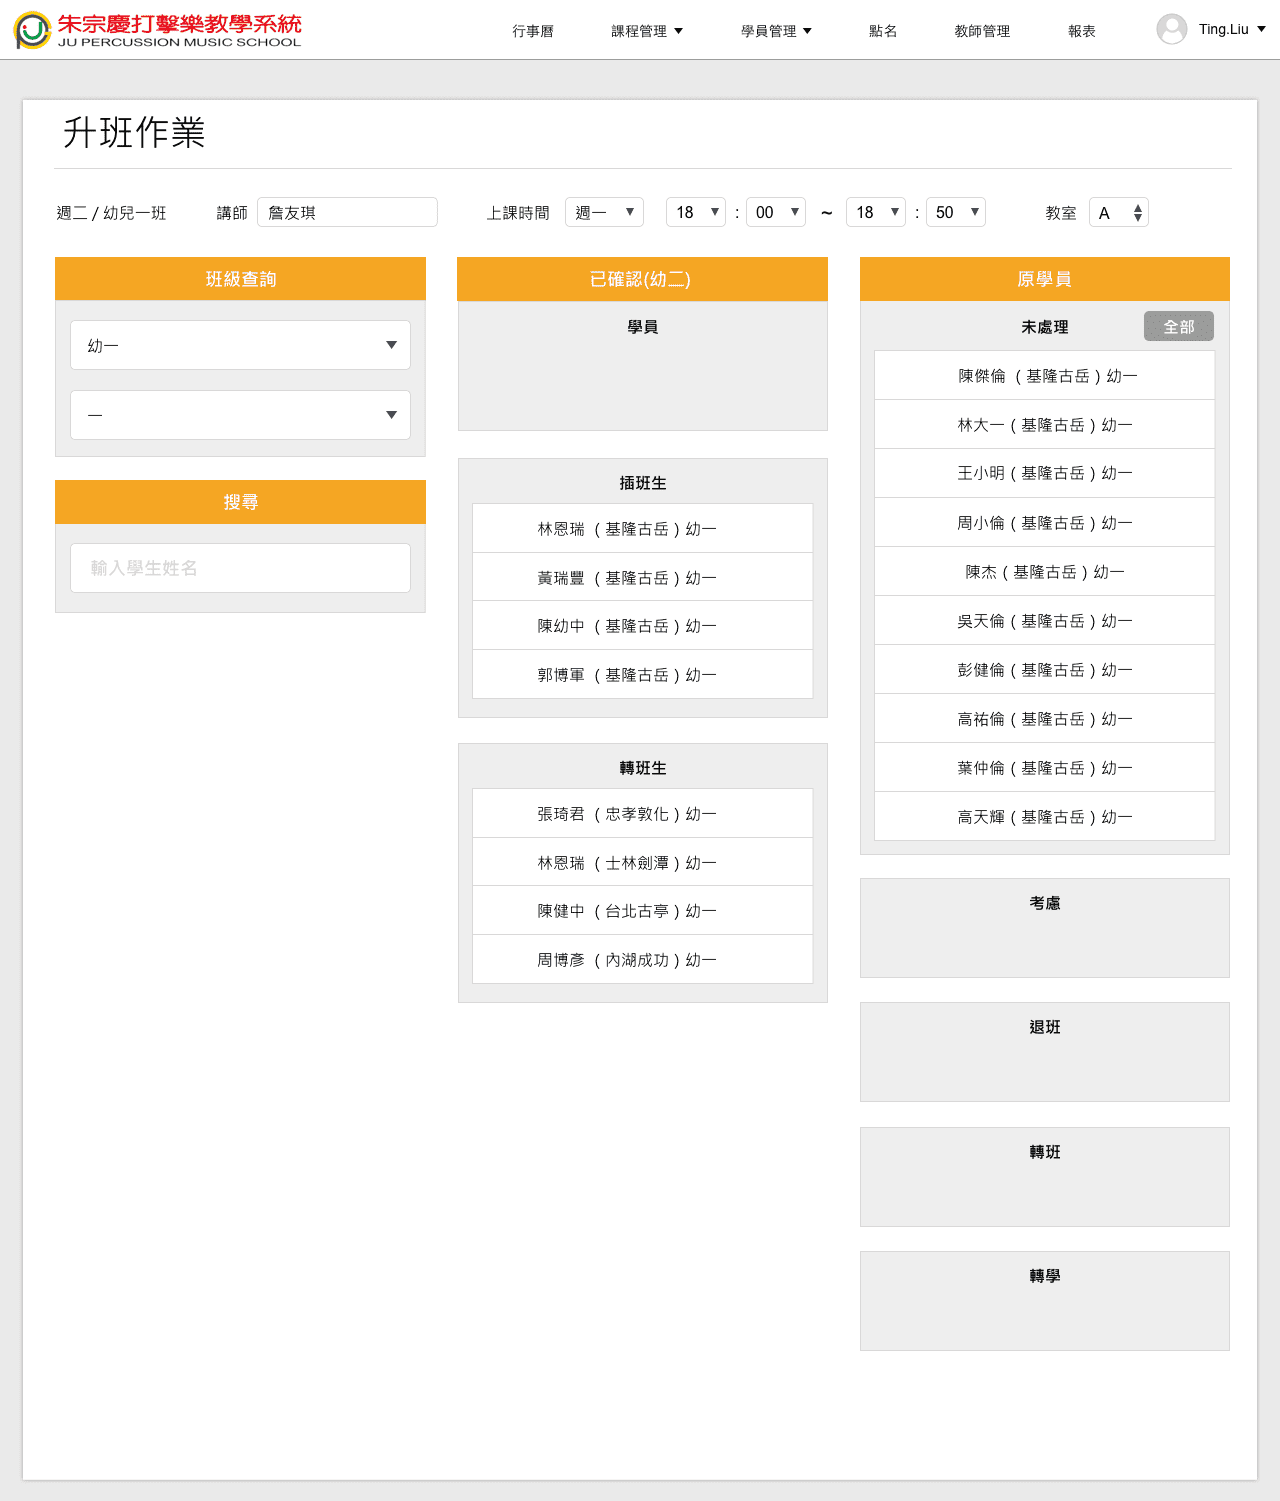 朱宗慶打擊樂教學系統
JU PERCUSSION MUSIC SCHOOL
行事曆 課程管理 學員管理 點名 教師管理 報表 Ting.Liu
升班作業
週二 / 幼兒一班 講師 詹友琪 上課時間 週一 18 : 00 ~ 18 : 50 教室 A
班級查詢
幼一
一
搜尋
輸入學生姓名
已確認(幼二)
學員
插班生
林恩瑞 ( 基隆古岳 ) 幼一
黃瑞豐 ( 基隆古岳 ) 幼一
陳幼中 ( 基隆古岳 ) 幼一
郭博軍 ( 基隆古岳 ) 幼一
轉班生
張琦君 ( 忠孝敦化 ) 幼一
林恩瑞 ( 士林劍潭 ) 幼一
陳健中 ( 台北古亭 ) 幼一
周博彥 ( 內湖成功 ) 幼一
原學員
未處理 全部
陳傑倫 ( 基隆古岳 ) 幼一
林大一 ( 基隆古岳 ) 幼一
王小明 ( 基隆古岳 ) 幼一
周小倫 ( 基隆古岳 ) 幼一
陳杰 ( 基隆古岳 ) 幼一
吳天倫 ( 基隆古岳 ) 幼一
彭健倫 ( 基隆古岳 ) 幼一
高祐倫 ( 基隆古岳 ) 幼一
葉仲倫 ( 基隆古岳 ) 幼一
高天輝 ( 基隆古岳 ) 幼一
考慮
退班
轉班
轉學